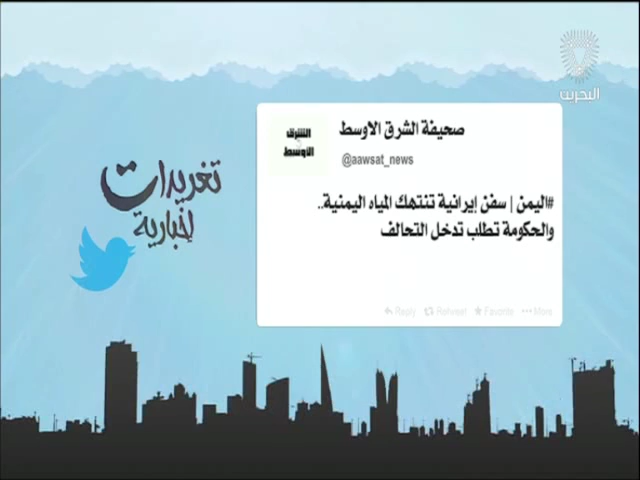 البحرين
صحيفة الشرق الاوسط
الشرق
الاوسط
@aawsat_news
تغريدات
إخبارية
#اليمن | سفن إيرانية تنتهك المياه اليمنية..
والحكومة تطلب تدخل التحالف
Reply Retweet Favorite More